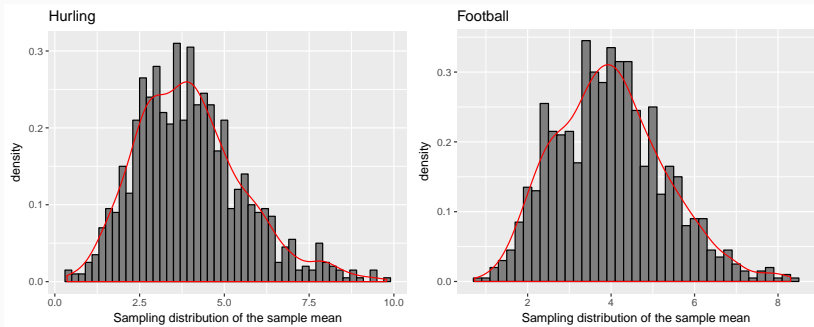 Hurling
density
0.3
0.2
0.1
0.0
0.0 2.5 5.0 7.5 10.0
Sampling distribution of the sample mean
Football
density
0.3
0.2
0.1
0.0
2 4 6 8
Sampling distribution of the sample mean